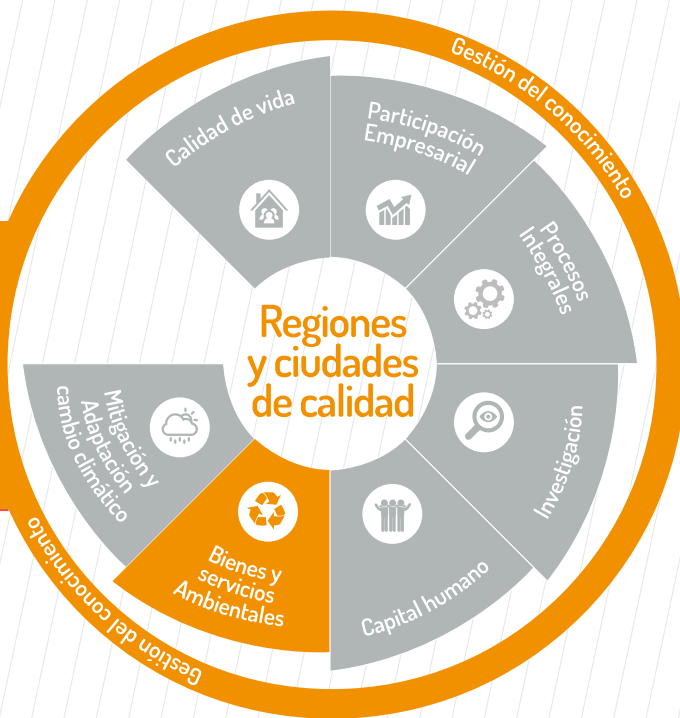 Gestión del conocimiento
Calidad de vida
Participación
Empresarial
Procesos
Integrales
Regiones
y ciudades
de calidad
Mitigación y
Adaptación
cambio climático
Investigación
Bienes y
servicios
Ambientales
Capital humano
Gestión del conocimiento